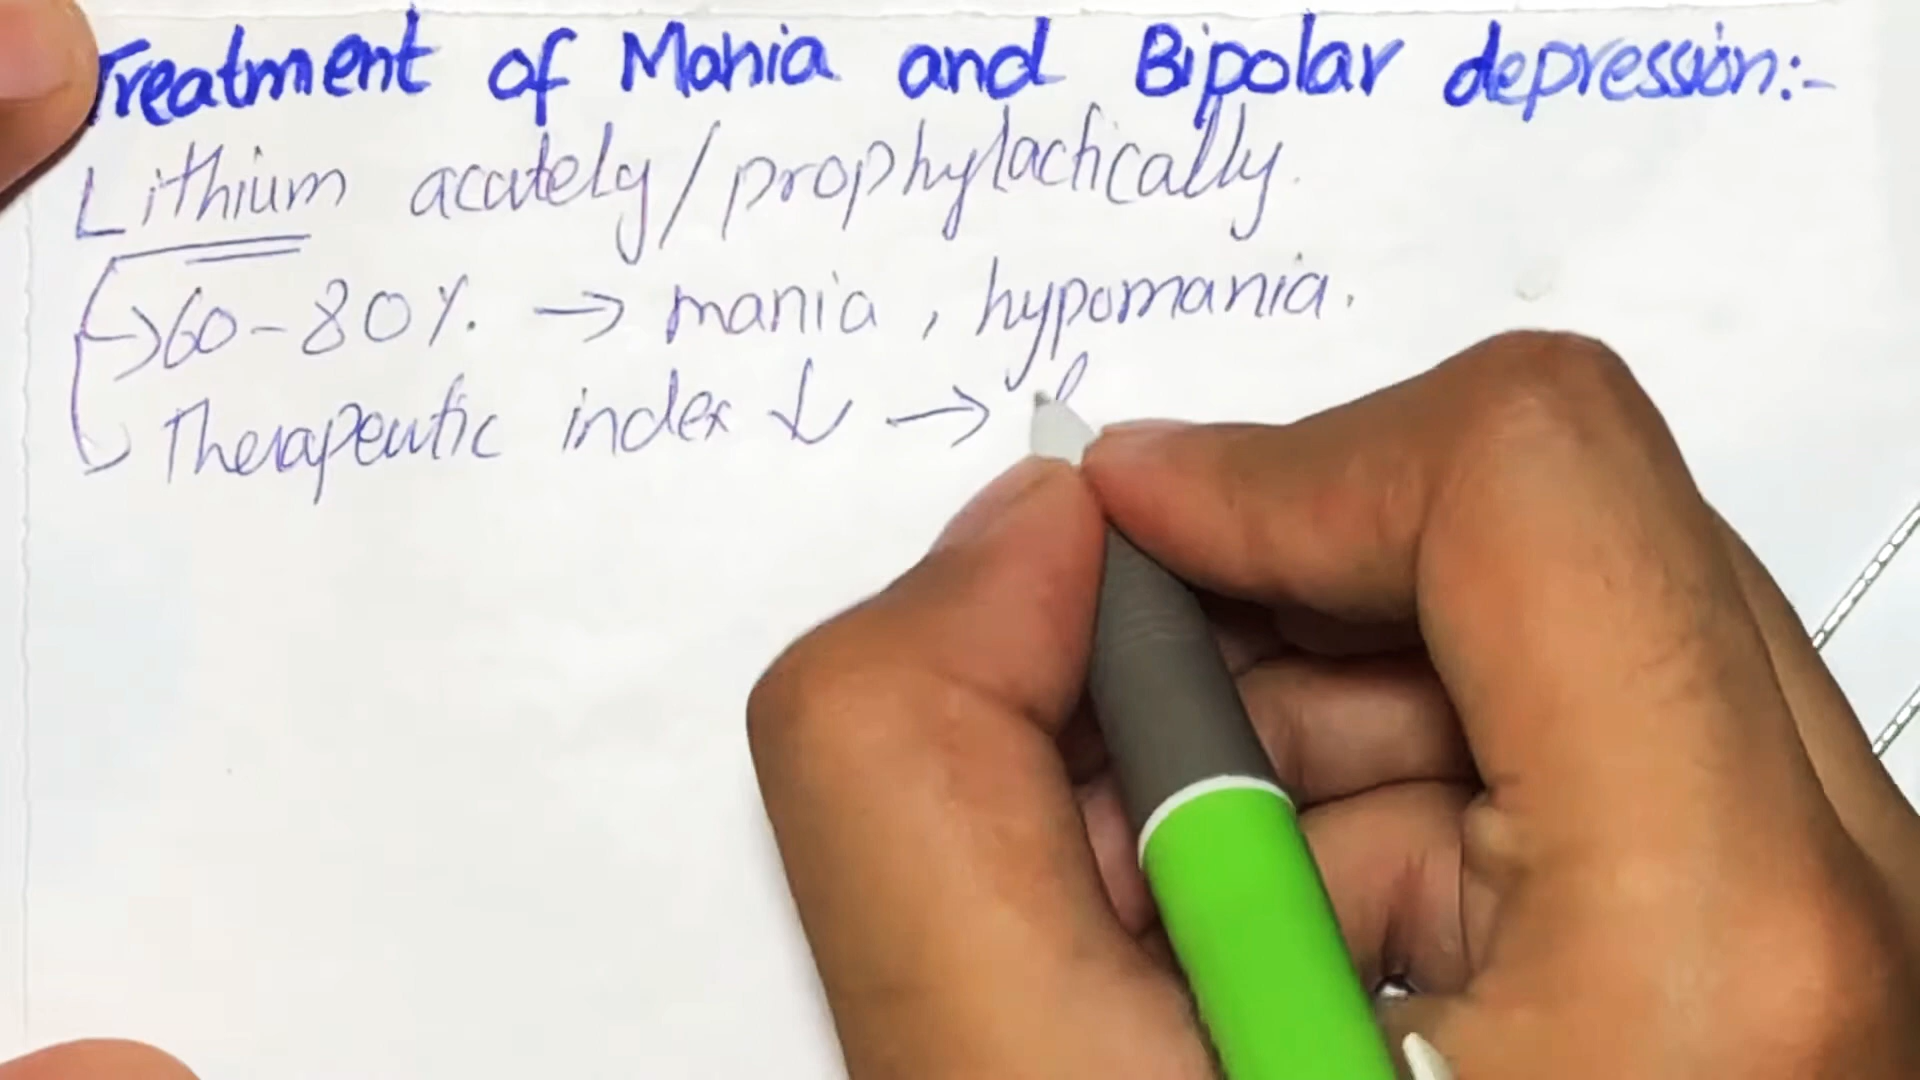 Treatment of Mania and Bipolar depression:-
Lithium acutely/prophylactically.
→ 60-80% → mania, hypomania.
Therapeutic index ↓ →